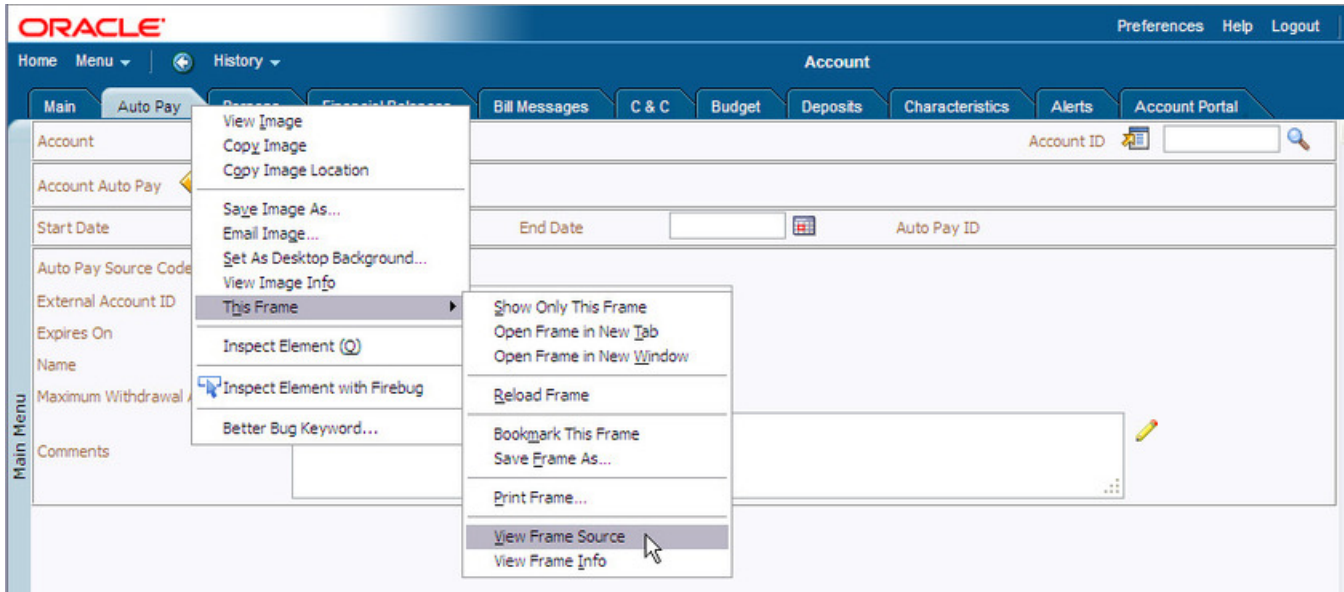 ORACLE
Preferences Help Logout
Home Menu History Account
Main Auto Pay Persons Financial Balances Bill Messages C & C Budget Deposits Characteristics Alerts Account Portal
Account Account ID
Account Auto Pay
Start Date End Date Auto Pay ID
Auto Pay Source Code
External Account ID
Expires On
Name
Maximum Withdrawal
Comments
Main Menu
View Image
Copy Image
Copy Image Location
Save Image As...
Email Image...
Set As Desktop Background...
View Image Info
This Frame
Inspect Element (Q)
Inspect Element with Firebug
Better Bug Keyword...
Show Only This Frame
Open Frame in New Tab
Open Frame in New Window
Reload Frame
Bookmark This Frame
Save Frame As...
Print Frame...
View Frame Source
View Frame Info